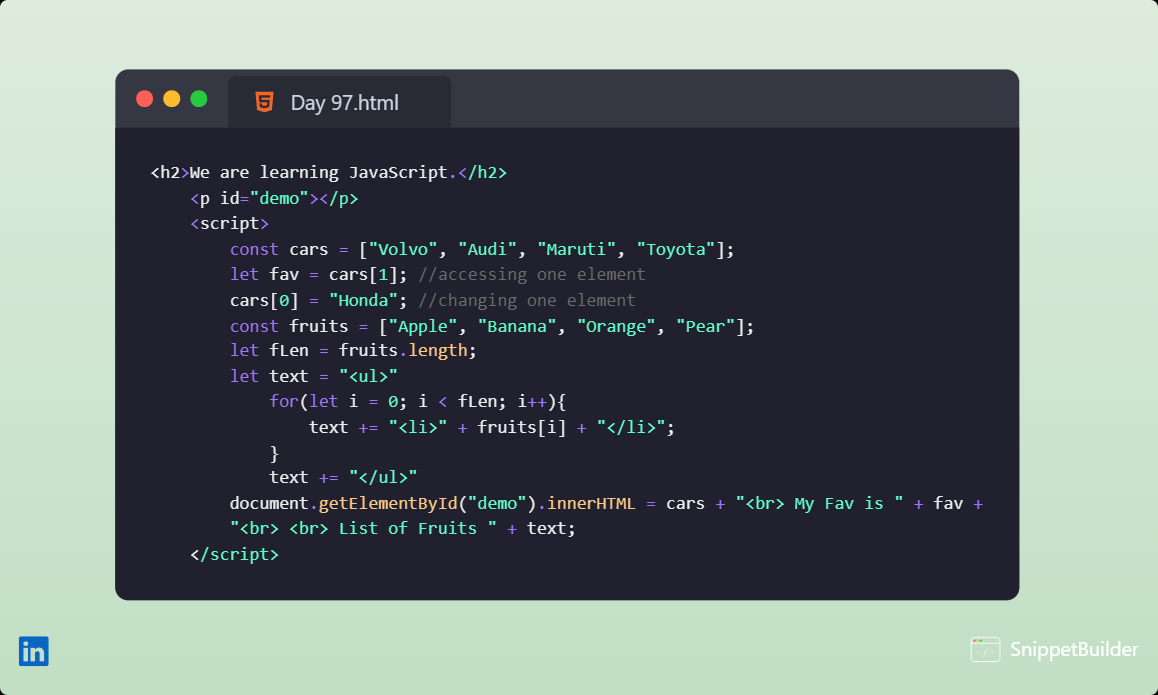 Day 97.html
<h2>We are learning JavaScript.</h2>
<p id="demo"></p>
<script>
const cars = ["Volvo", "Audi", "Maruti", "Toyota"];
let fav = cars[1]; //accessing one element
cars[0] = "Honda"; //changing one element
const fruits = ["Apple", "Banana", "Orange", "Pear"];
let fLen = fruits.length;
let text = "<ul>"
for(let i = 0; i < fLen; i++){
text += "<li>" + fruits[i] + "</li>";
}
text += "</ul>"
document.getElementById("demo").innerHTML = cars + "<br> My Fav is " + fav +
"<br> <br> List of Fruits " + text;
</script>
in
SnippetBuilder